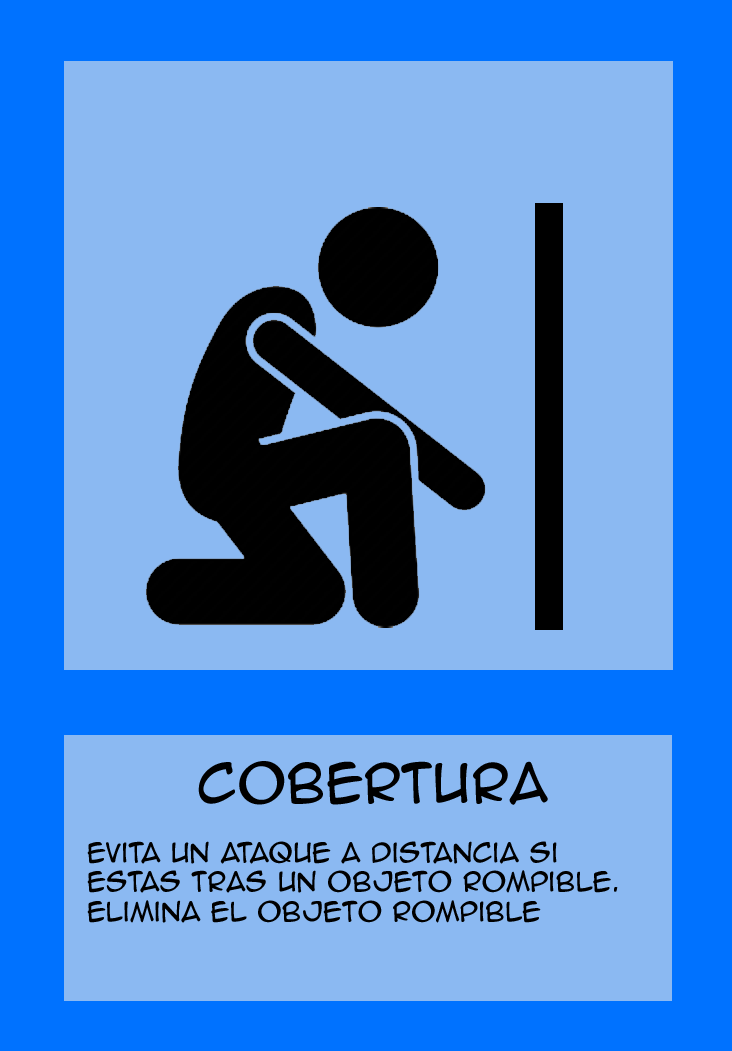 COBERTURA
EVITA UN ATAQUE A DISTANCIA SI
ESTAS TRAS UN OBJETO ROMPIBLE.
ELIMINA EL OBJETO ROMPIBLE